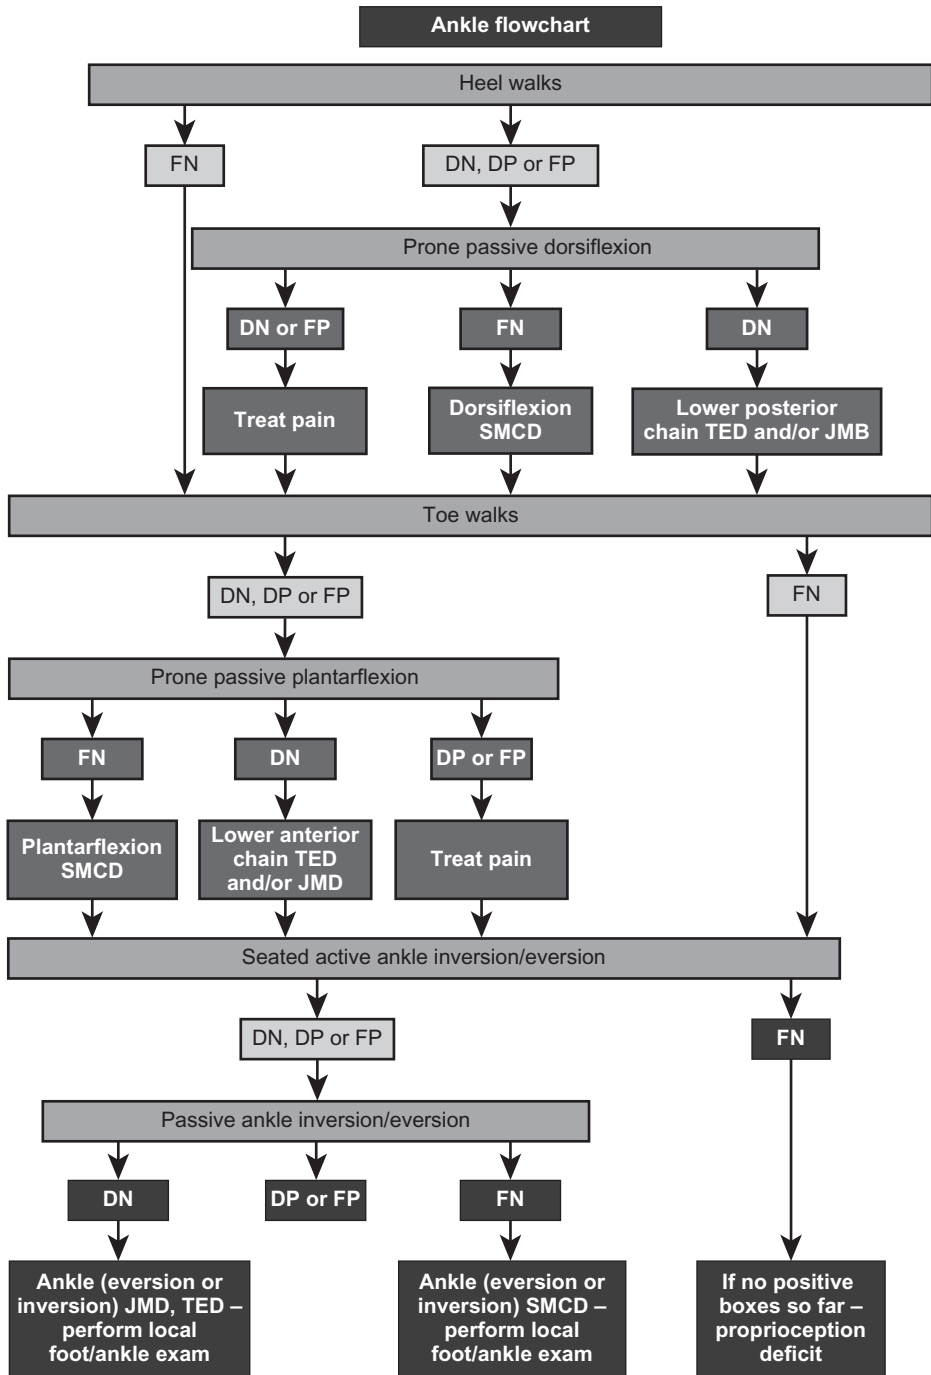 Ankle flowchart
Heel walks
FN
DN, DP or FP
Prone passive dorsiflexion
DN or FP
FN
DN
Treat pain
Dorsiflexion
SMCD
Lower posterior
chain TED and/or JMB
Toe walks
DN, DP or FP
FN
Prone passive plantarflexion
FN
DN
DP or FP
Plantarflexion
SMCD
Lower anterior
chain TED
and/or JMD
Treat pain
Seated active ankle inversion/eversion
DN, DP or FP
FN
Passive ankle inversion/eversion
DN
DP or FP
FN
Ankle (eversion or
inversion) JMD, TED –
perform local
foot/ankle exam
Ankle (eversion or
inversion) SMCD –
perform local
foot/ankle exam
If no positive
boxes so far –
proprioception
deficit